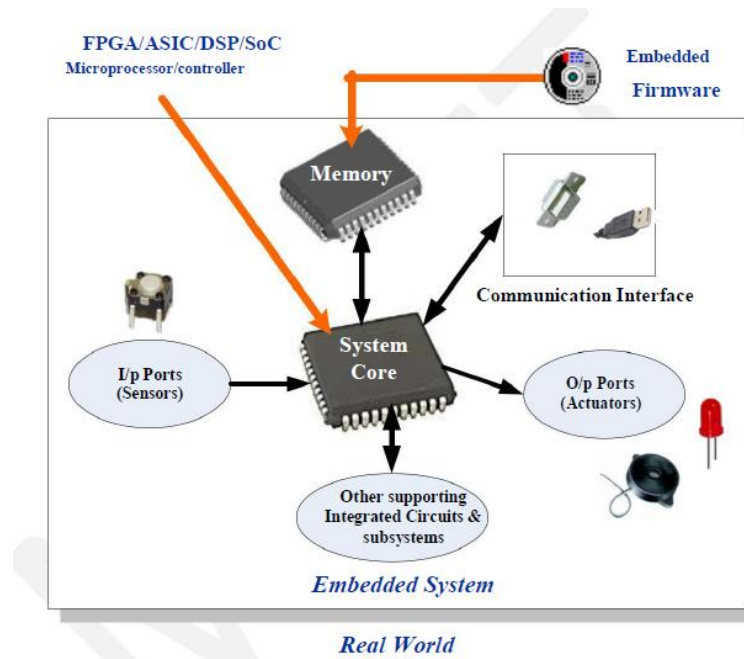 FPGA/ASIC/DSP/SoC
Microprocessor/controller
Embedded
Firmware
Memory
Communication Interface
System
Core
I/p Ports
(Sensors)
O/p Ports
(Actuators)
Other supporting
Integrated Circuits &
subsystems
Embedded System
Real World